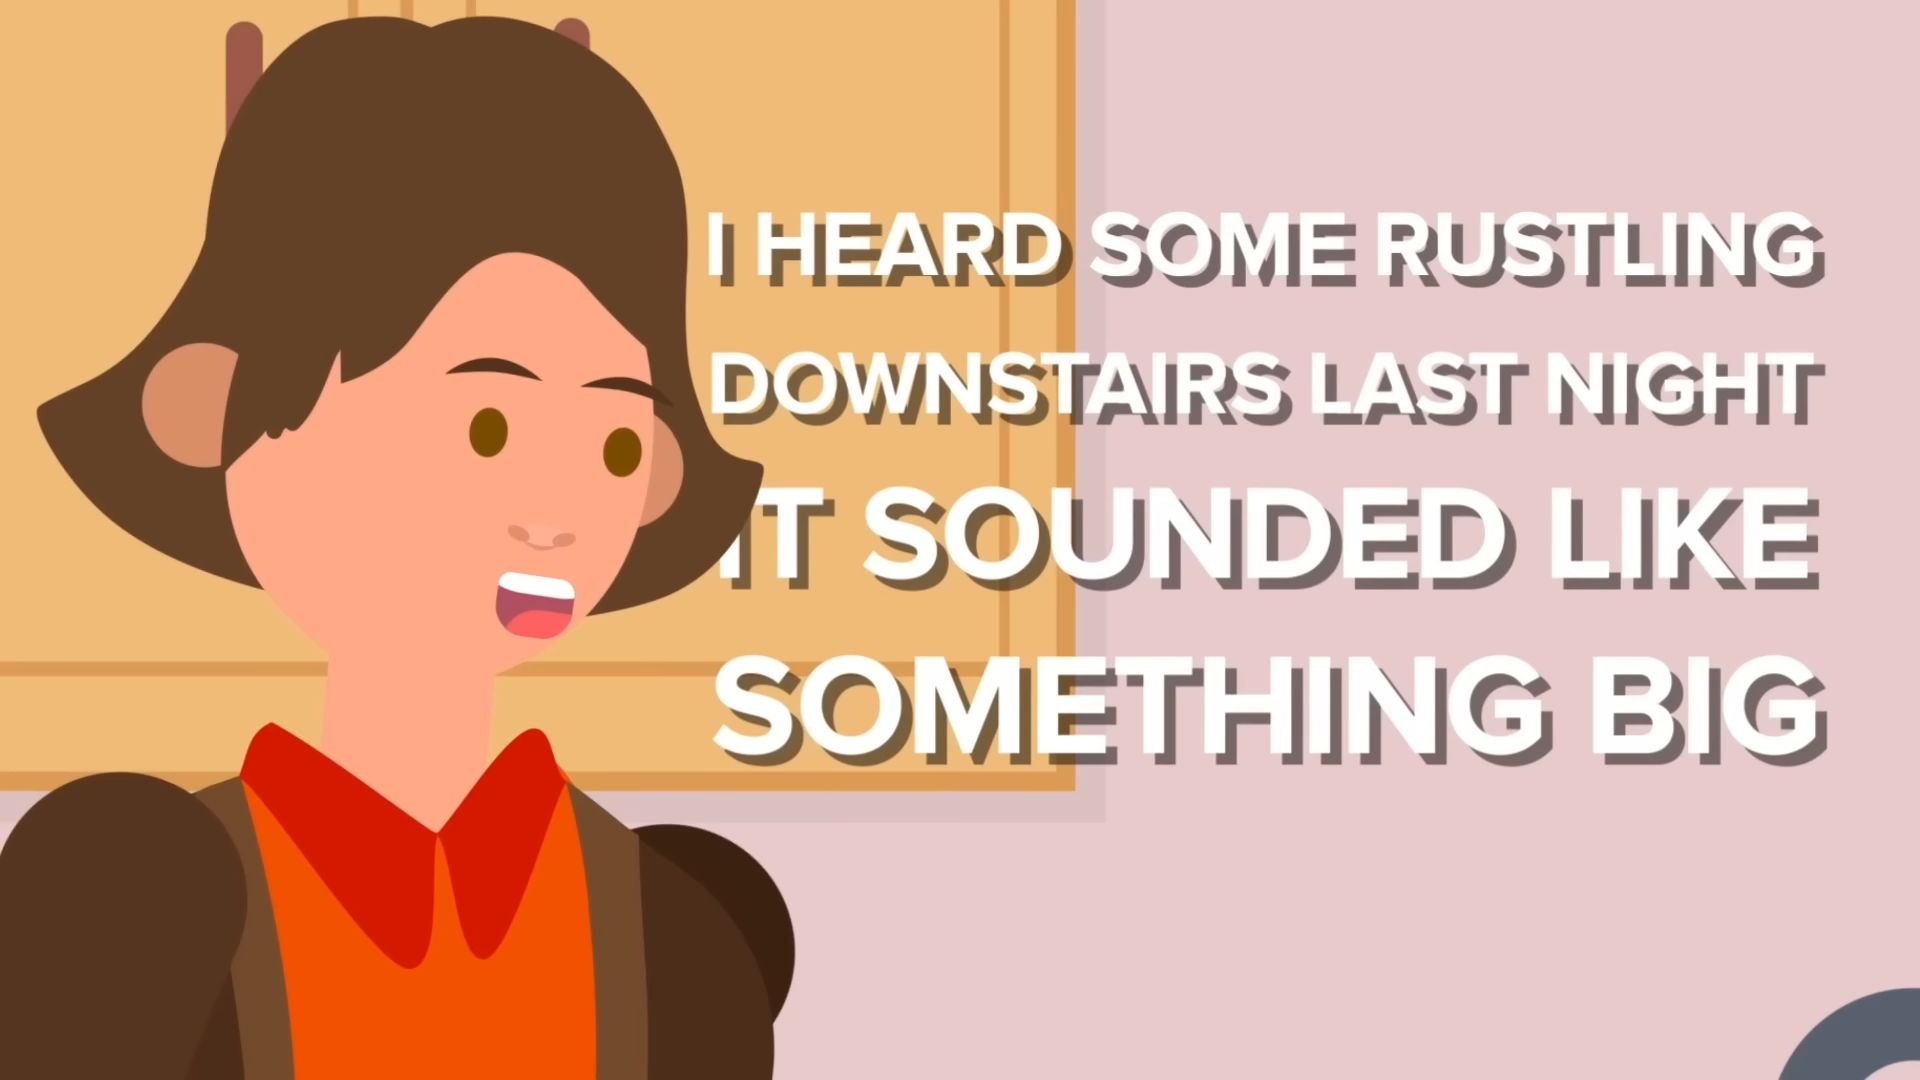 I HEARD SOME RUSTLING
DOWNSTAIRS LAST NIGHT
IT SOUNDED LIKE
SOMETHING BIG